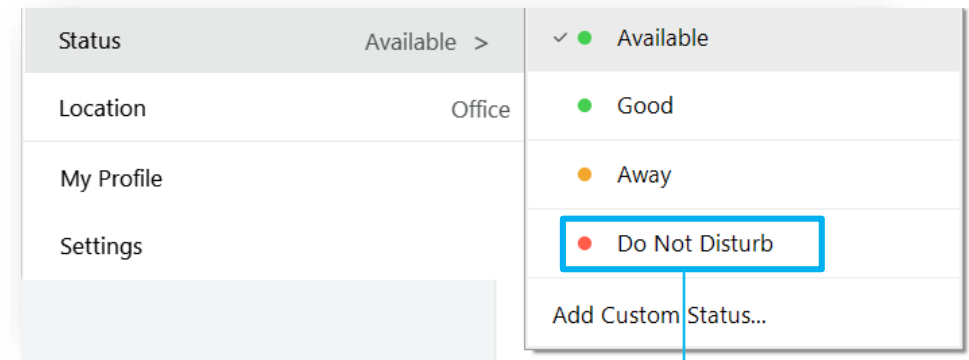 Status Available >
Location Office
My Profile
Settings
Available
Good
Away
Do Not Disturb
Add Custom Status...